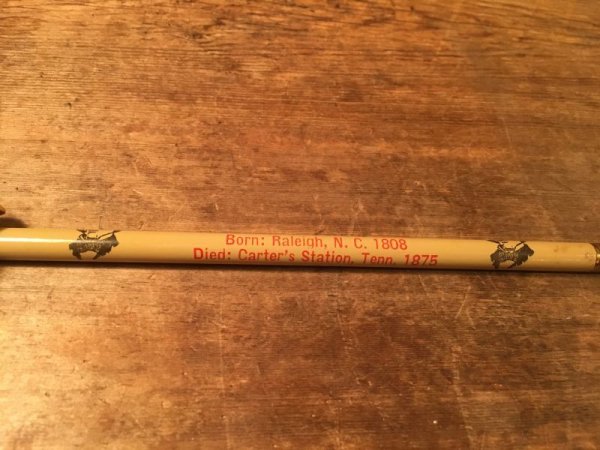 Born: Raleigh, N. C. 1808
Died: Carter's Station, Tenn. 1875